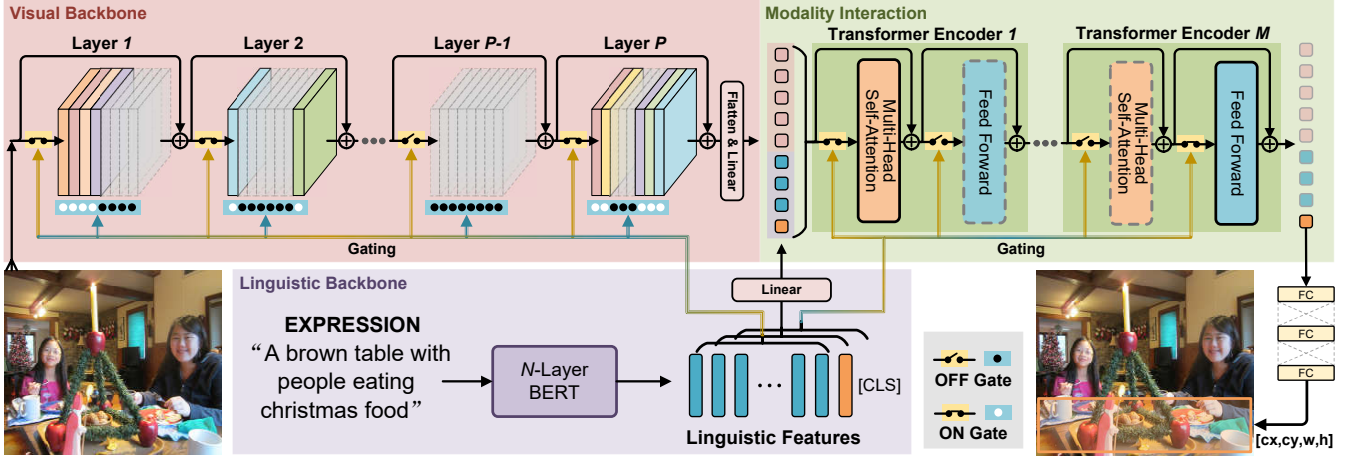 Visual Backbone
Layer 1
Layer 2
Layer P-1
Layer P
Flatten & Linear
Gating
Modality Interaction
Transformer Encoder 1
Transformer Encoder M
Multi-Head
Self-Attention
Feed Forward
Multi-Head
Self-Attention
Feed Forward
Gating
Linguistic Backbone
EXPRESSION
“A brown table with
people eating
christmas food”
N-Layer
BERT
Linear
[CLS]
Linguistic Features
OFF Gate
ON Gate
FC
FC
FC
[cx,cy,w,h]